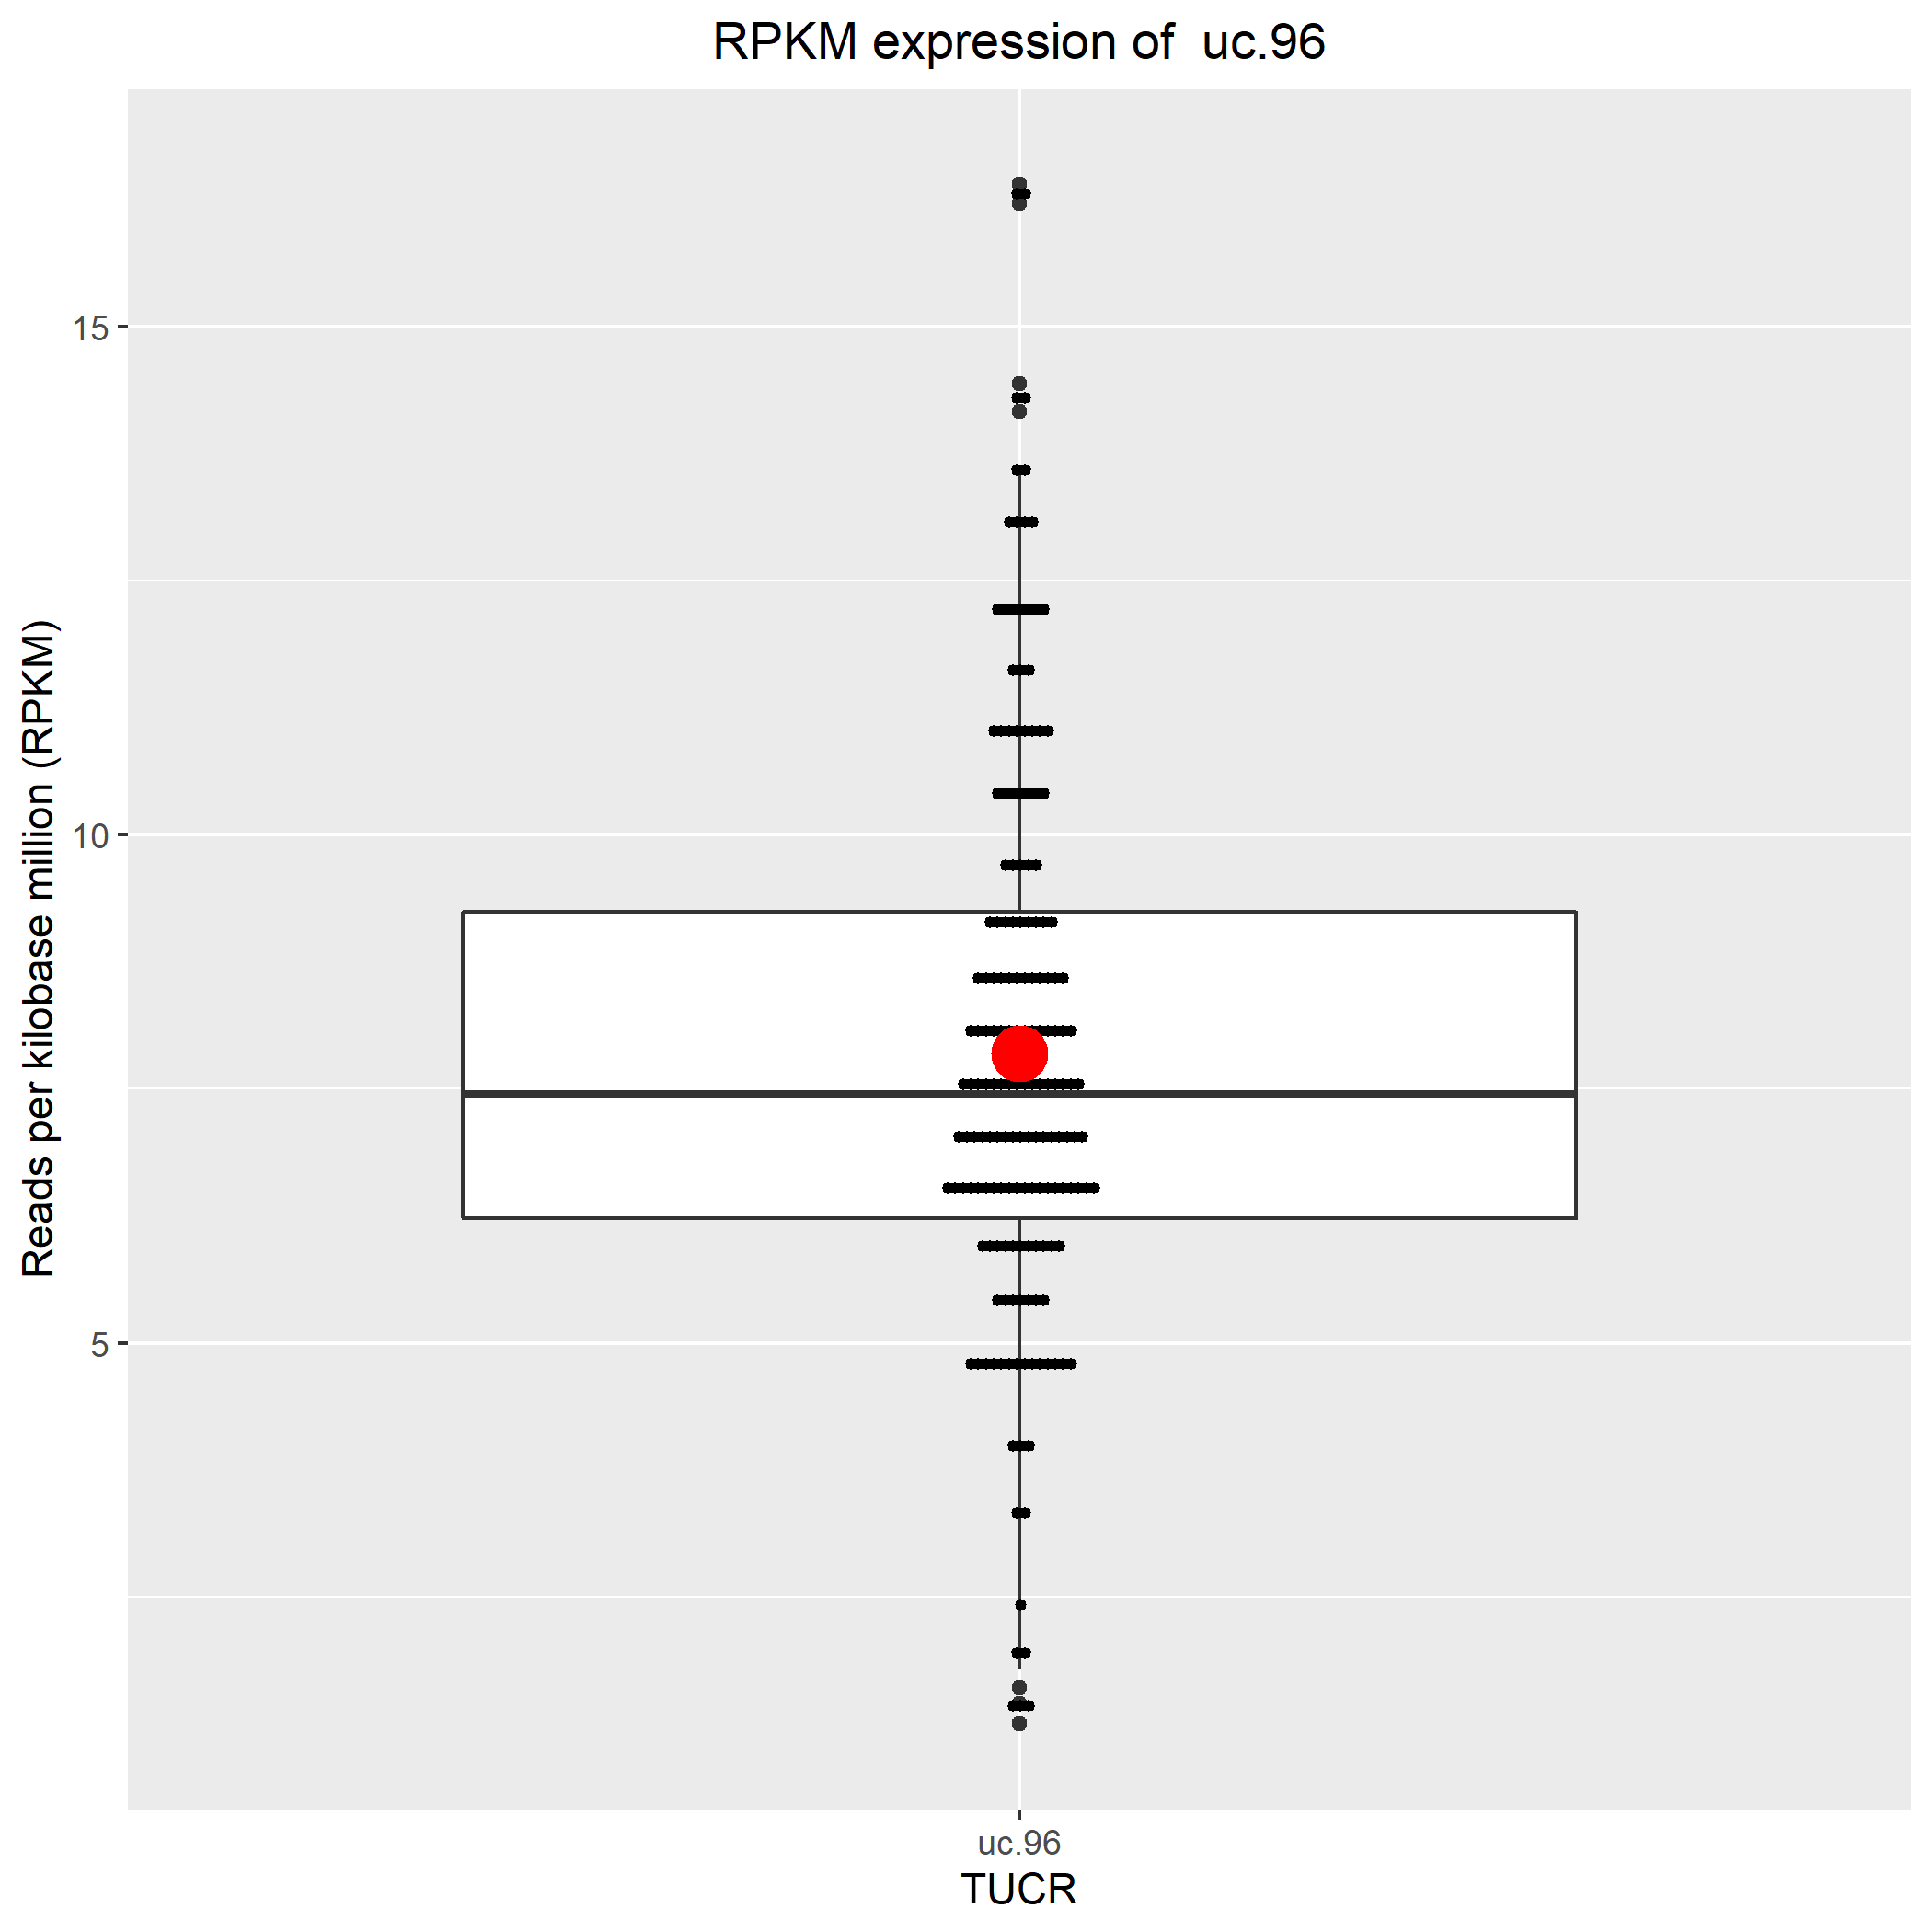 RPKM expression of  uc.96
Reads per kilobase million (RPKM)
15
10
5
uc.96
TUCR